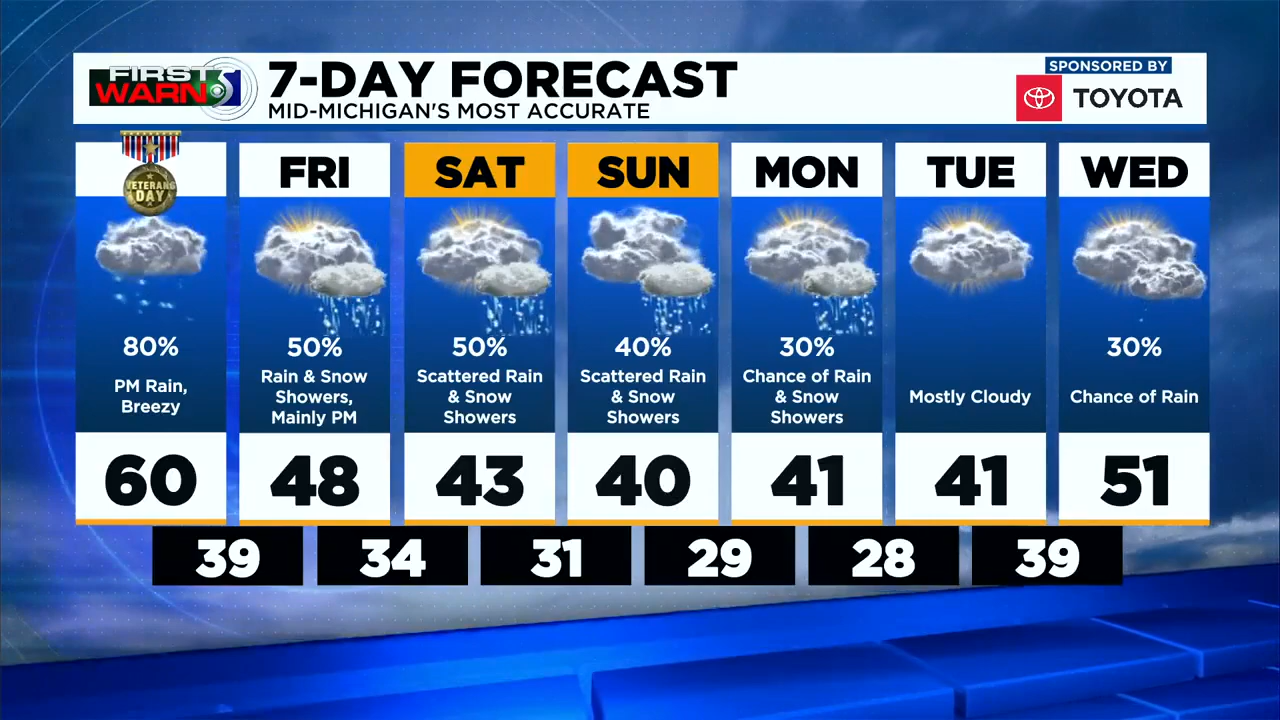 FIRST
WARN 5
7-DAY FORECAST
MID-MICHIGAN'S MOST ACCURATE
SPONSORED BY
TOYOTA
VETERANS
DAY
FRI
SAT
SUN
MON
TUE
WED
80%
PM Rain,
Breezy
50%
Rain & Snow
Showers,
Mainly PM
50%
Scattered Rain
& Snow
Showers
40%
Scattered Rain
& Snow
Showers
30%
Chance of Rain
& Snow
Showers
Mostly Cloudy
30%
Chance of Rain
60
48
43
40
41
41
51
39
34
31
29
28
39